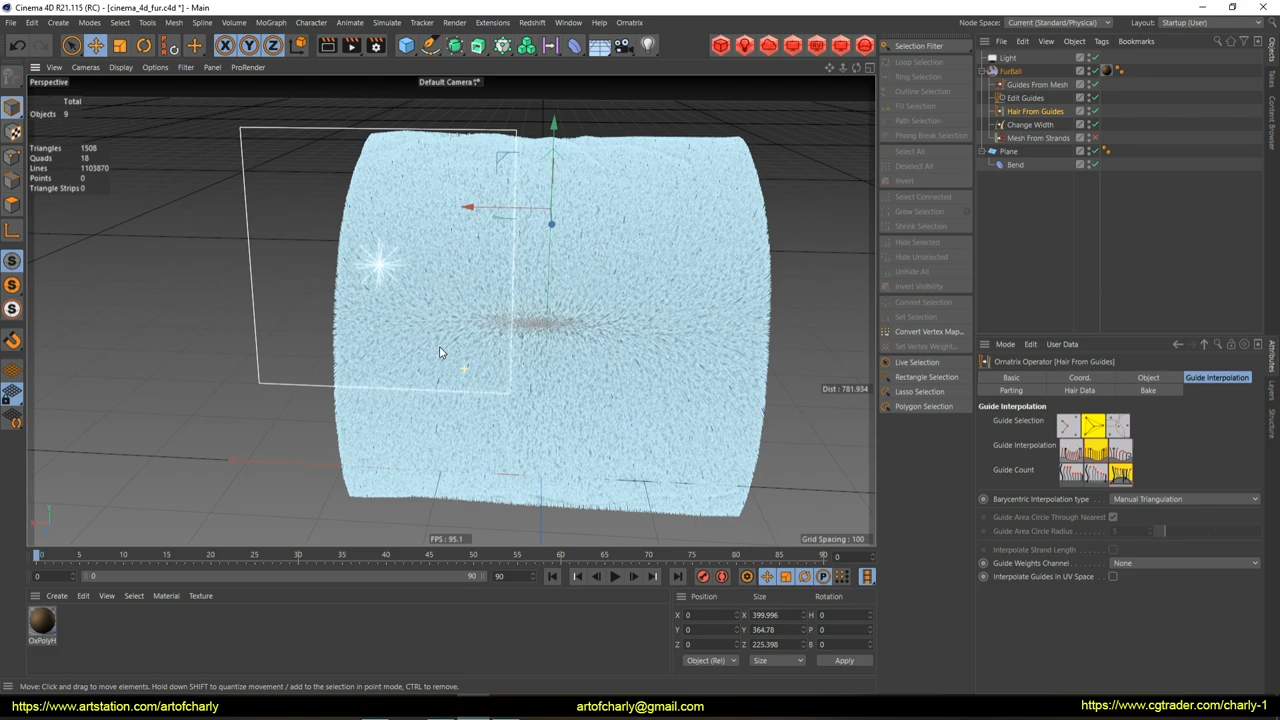 Cinema 4D R21.115 (RC) - [cinema_4d_fur.c4d *] - Main
File Edit Create Modes Select Tools Mesh Spline Volume MoGraph Character Animate Simulate Tracker Render Extensions Redshift Window Help Ornatrix
Node Space: Current (Standard/Physical) Layout: Startup (User)
X Y Z
View Cameras Display Options Filter Panel ProRender
Perspective
Default Camera
Total
Objects 9
Triangles 1508
Quads 18
Lines 1103870
Points 0
Triangle Strips 0
Dist : 781.934
FPS : 95.1
Grid Spacing : 100
Selection Filter
Loop Selection
Ring Selection
Outline Selection
Fill Selection
Path Selection
Phong Break Selection
Select All
Deselect All
Invert
Select Connected
Grow Selection
Shrink Selection
Hide Selected
Hide Unselected
Unhide All
Invert Visibility
Convert Selection
Set Selection
Convert Vertex Map...
Set Vertex Weight...
Live Selection
Rectangle Selection
Lasso Selection
Polygon Selection
File Edit View Object Tags Bookmarks
Light
FurBall
Guides From Mesh
Edit Guides
Hair From Guides
Change Width
Mesh From Strands
Plane
Bend
Objects
Takes
Content Browser
Mode Edit User Data
Ornatrix Operator [Hair From Guides]
Basic Coord. Object Guide Interpolation
Parting Hair Data Bake
Guide Interpolation
Guide Selection
Guide Interpolation
Guide Count
Barycentric Interpolation type Manual Triangulation
Guide Area Circle Through Nearest
Guide Area Circle Radius 5
Interpolate Strand Length
Guide Weights Channel None
Interpolate Guides in UV Space
Attributes
Layers
Structure
0 5 10 15 20 25 30 35 40 45 50 55 60 65 70 75 80 85 90 0
0 0 90 90
Create Edit View Select Material Texture
OxPolyH
Position Size Rotation
X 0 X 399.996 H 0
Y 0 Y 364.78 P 0
Z 0 Z 225.398 B 0
Object (Rel) Size Apply
Move: Click and drag to move elements. Hold down SHIFT to quantize movement / add to the selection in point mode, CTRL to remove.
https://www.artstation.com/artofcharly artofcharly@gmail.com https://www.cgtrader.com/charly-1